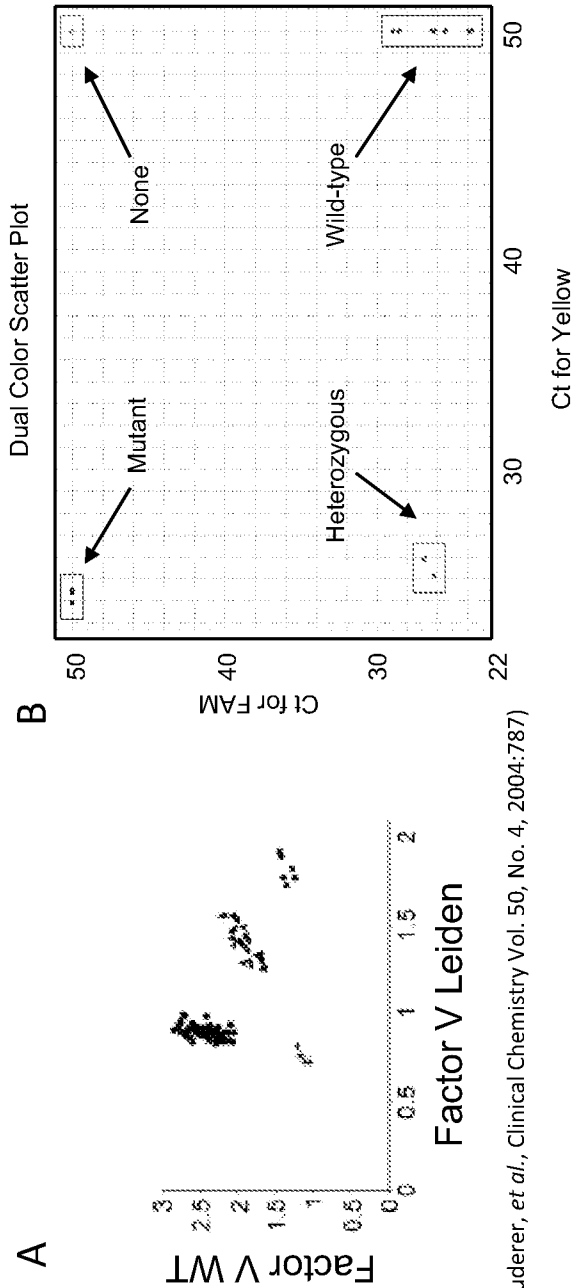 A
Factor V WT
3
2.5
2
1.5
1
0.5
0
0 0.5 1 1.5 2
Factor V Leiden
uderer, et al., Clinical Chemistry Vol. 50, No. 4, 2004:787)
B
Dual Color Scatter Plot
Ct for FAM
50
40
30
22
Mutant
None
Heterozygous
Wild-type
30 40 50
Ct for Yellow